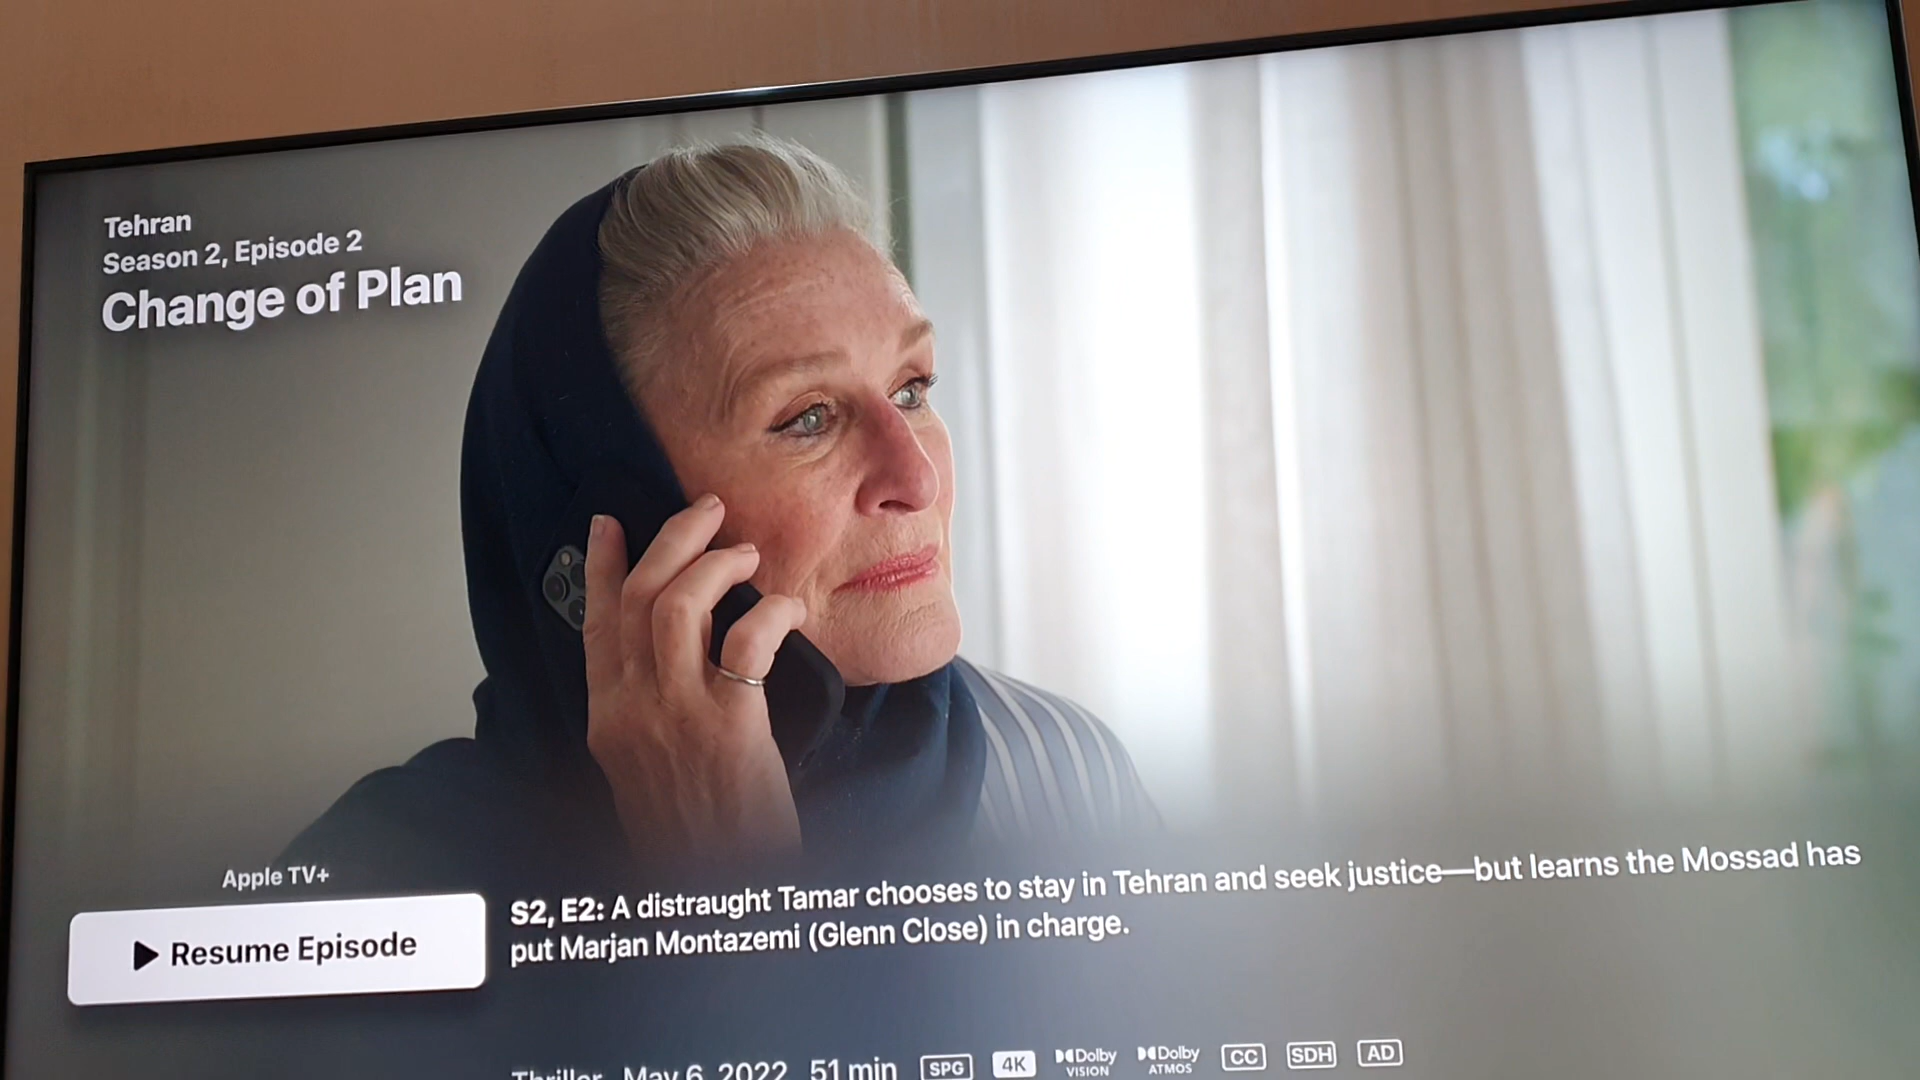 Tehran
Season 2, Episode 2
Change of Plan
Apple TV+
Resume Episode
S2, E2: A distraught Tamar chooses to stay in Tehran and seek justice—but learns the Mossad has
put Marjan Montazemi (Glenn Close) in charge.
Thriller May 6, 2022 51 min SPG 4K Dolby VISION Dolby ATMOS CC SDH AD